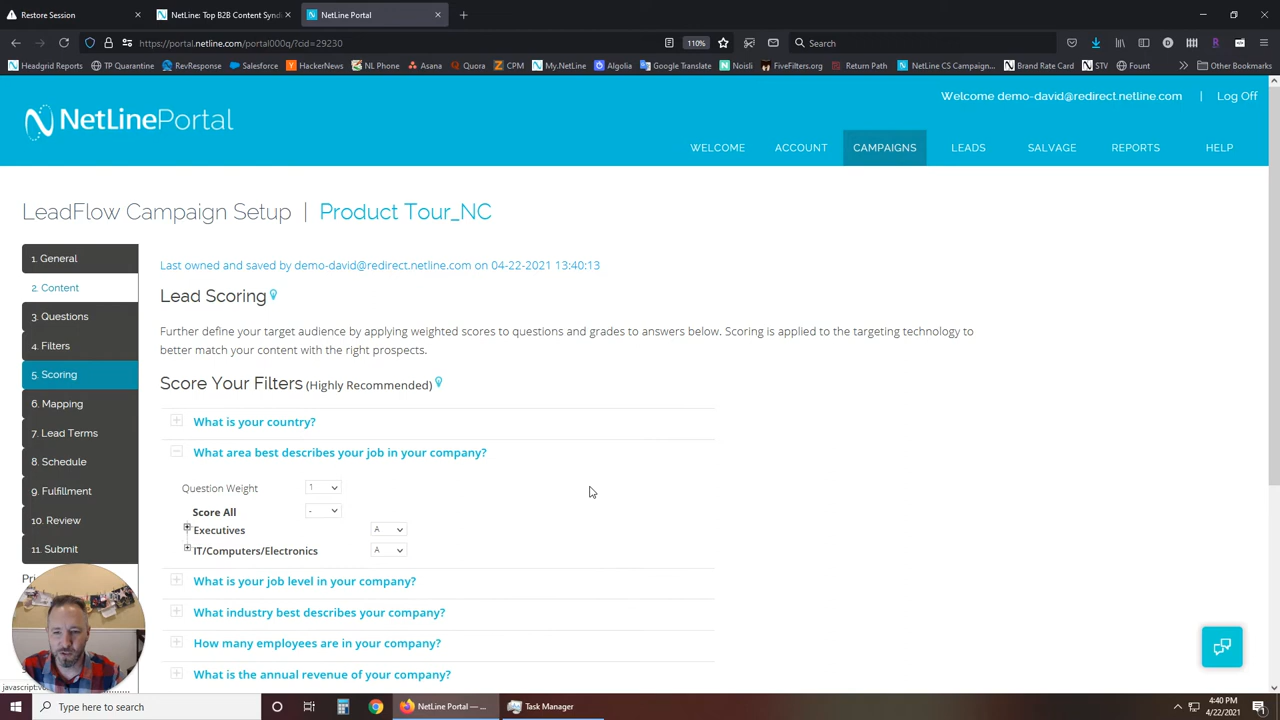 Restore Session
NetLine: Top B2B Content Synd
NetLine Portal
https://portal.netline.com/portal000q/?cid=29230
110%
Search
Headgrid Reports
TP Quarantine
RevResponse
Salesforce
HackerNews
NL Phone
Asana
Quora
ZCPM
My.NetLine
Algolia
Google Translate
Noisli
FiveFilters.org
Return Path
NetLine CS Campaign...
Brand Rate Card
STV
Fount
Other Bookmarks
Welcome demo-david@redirect.netline.com | Log Off
NetLinePortal
WELCOME
ACCOUNT
CAMPAIGNS
LEADS
SALVAGE
REPORTS
HELP
LeadFlow Campaign Setup | Product Tour_NC
1. General
2. Content
3. Questions
4. Filters
5. Scoring
6. Mapping
7. Lead Terms
8. Schedule
9. Fulfillment
10. Review
11. Submit
Last owned and saved by demo-david@redirect.netline.com on 04-22-2021 13:40:13
Lead Scoring
Further define your target audience by applying weighted scores to questions and grades to answers below. Scoring is applied to the targeting technology to
better match your content with the right prospects.
Score Your Filters (Highly Recommended)
What is your country?
What area best describes your job in your company?
Question Weight 1
Score All -
Executives A
IT/Computers/Electronics A
What is your job level in your company?
What industry best describes your company?
How many employees are in your company?
What is the annual revenue of your company?
Type here to search
NetLine Portal — ...
Task Manager
4:40 PM
4/22/2021